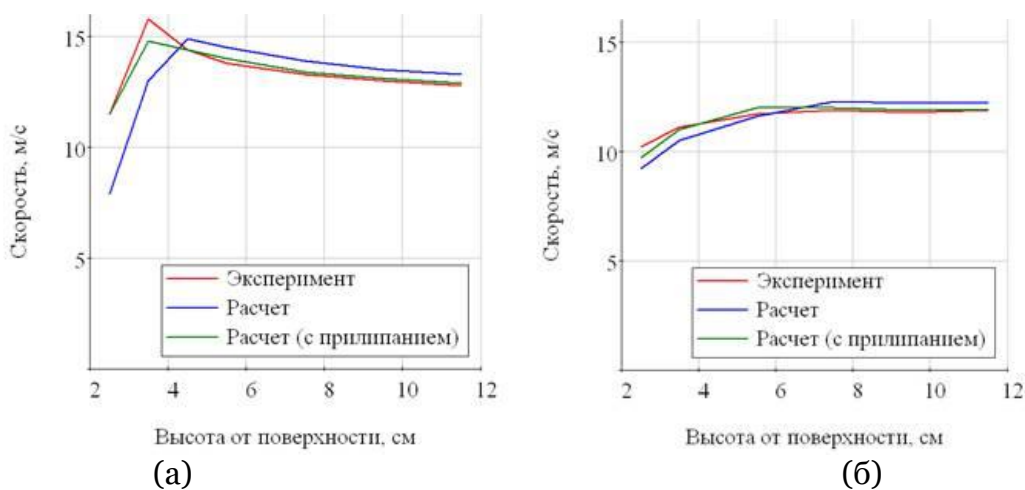 15
10
5
Скорость, м/с
Эксперимент
Расчет
Расчет (с прилипанием)
2 4 6 8 10 12
Высота от поверхности, см
(а)
15
10
5
Скорость, м/с
Эксперимент
Расчет
Расчет (с прилипанием)
2 4 6 8 10 12
Высота от поверхности, см
(б)